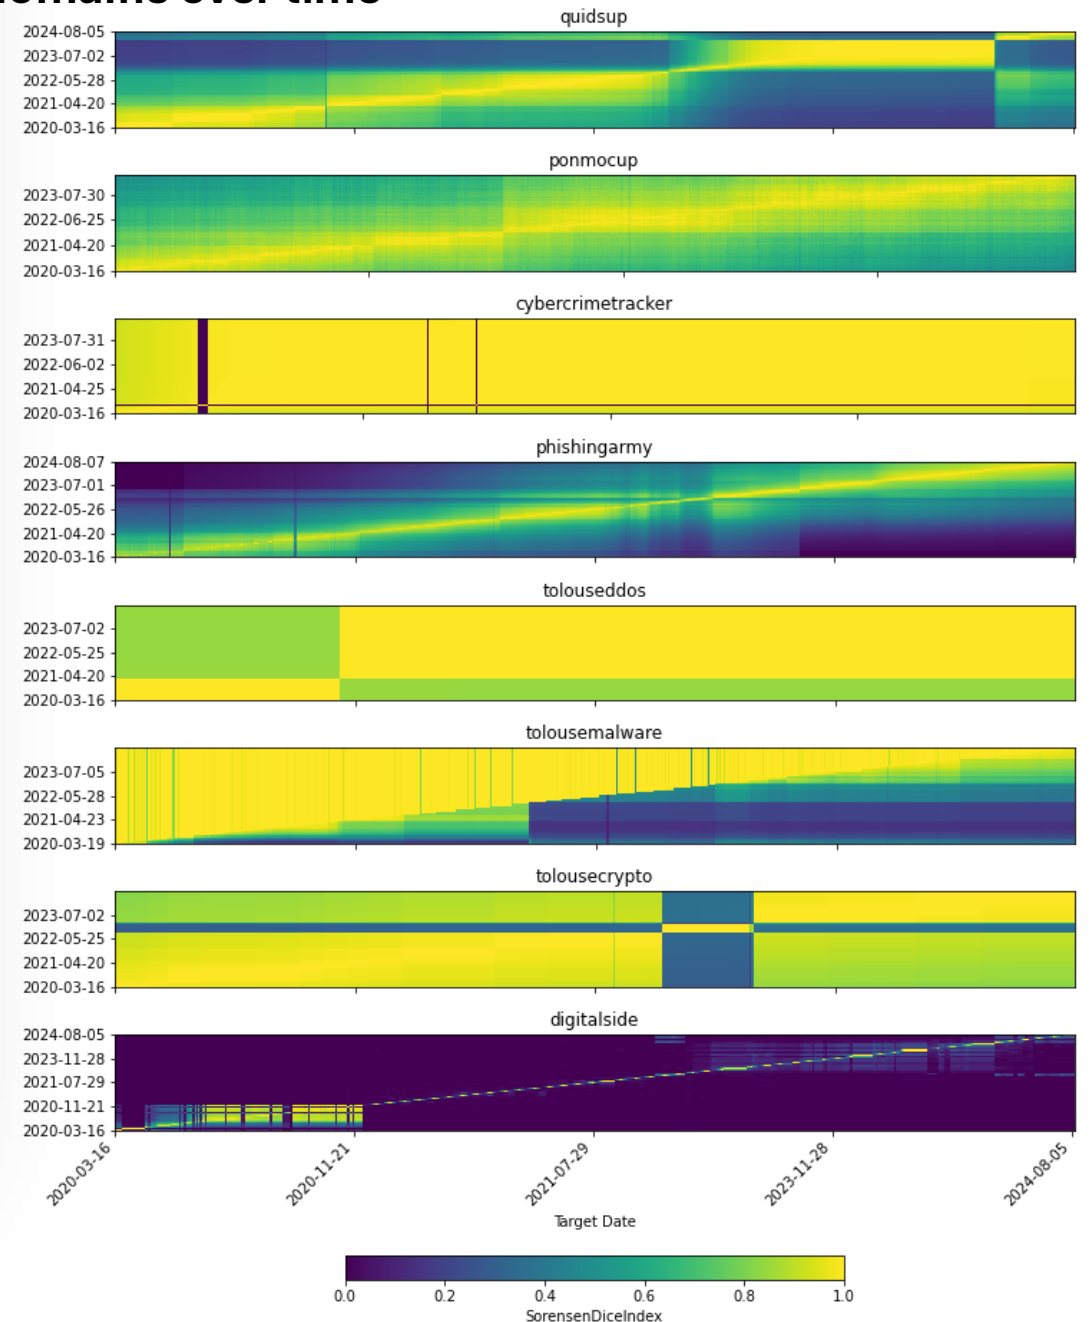 quidsup
2024-08-05
2023-07-02
2022-05-28
2021-04-20
2020-03-16
ponmocup
2023-07-30
2022-06-25
2021-04-20
2020-03-16
cybercrimetracker
2023-07-31
2022-06-02
2021-04-25
2020-03-16
phishingarmy
2024-08-07
2023-07-01
2022-05-26
2021-04-20
2020-03-16
tolouseddos
2023-07-02
2022-05-25
2021-04-20
2020-03-16
tolousemalware
2023-07-05
2022-05-28
2021-04-23
2020-03-19
tolousecrypto
2023-07-02
2022-05-25
2021-04-20
2020-03-16
digitalside
2024-08-05
2023-11-28
2021-07-29
2020-11-21
2020-03-16
2020-03-16 2020-11-21 2021-07-29 2023-11-28 2024-08-05
Target Date
0.0 0.2 0.4 0.6 0.8 1.0
SorensenDiceIndex